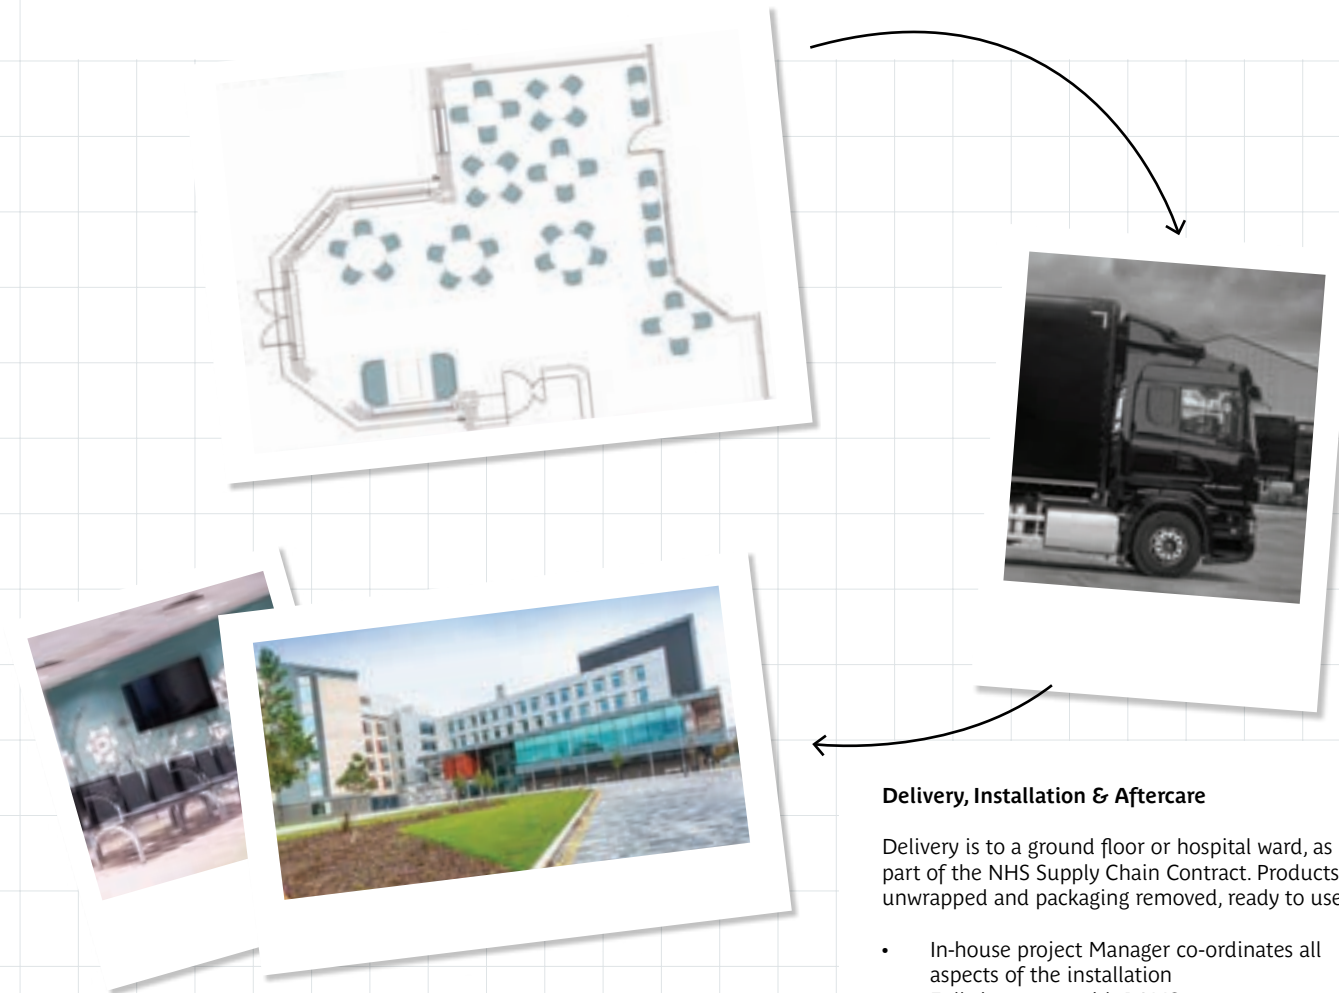 Delivery, Installation & Aftercare
Delivery is to a ground floor or hospital ward, as
part of the NHS Supply Chain Contract. Products
unwrapped and packaging removed, ready to use
• In-house project Manager co-ordinates all
aspects of the installation